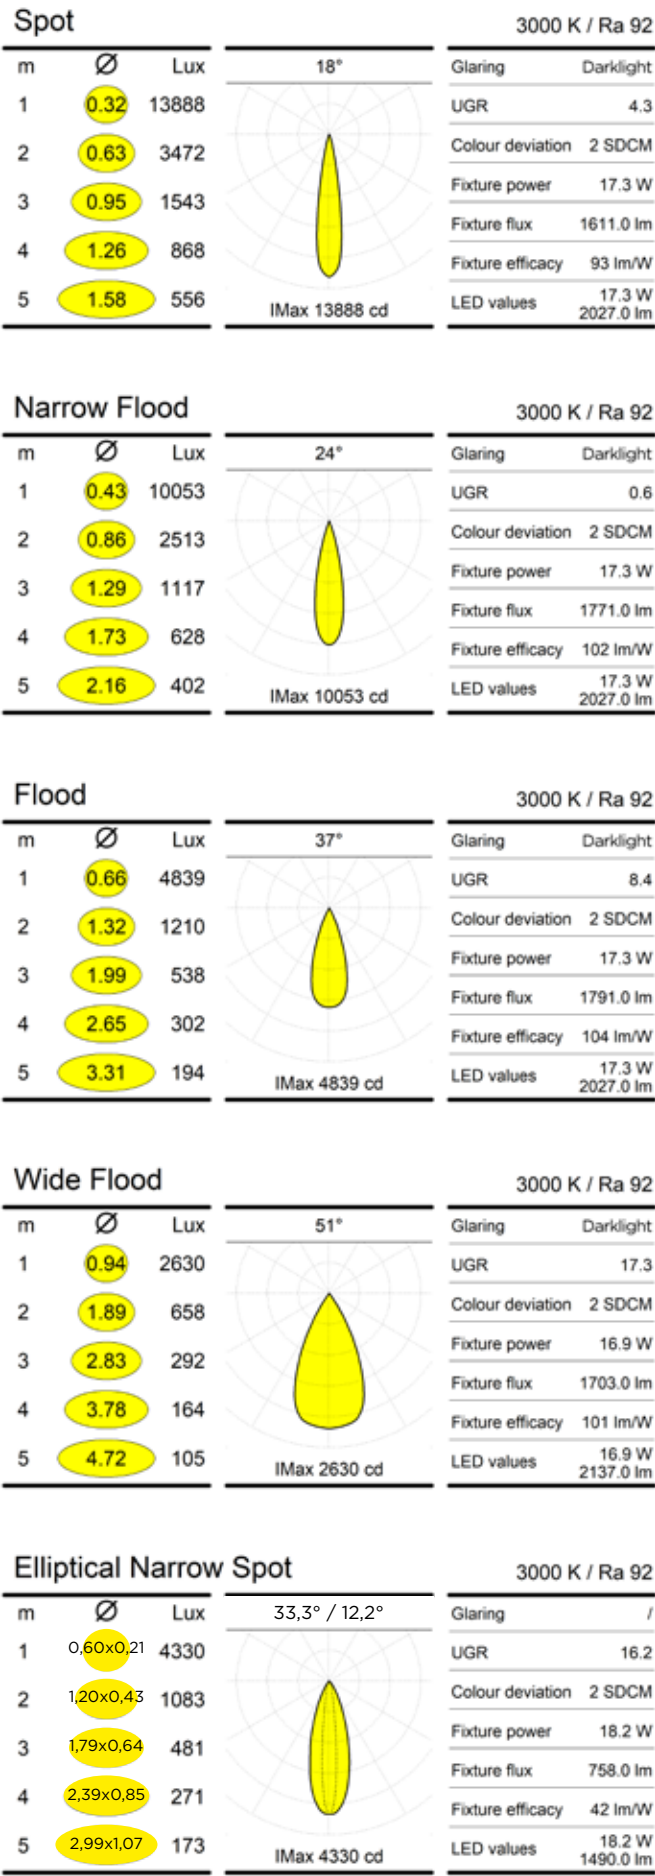 Spot 3000 K / Ra 92
m Ø Lux
1 0.32 13888
2 0.63 3472
3 0.95 1543
4 1.26 868
5 1.58 556
18°
IMax 13888 cd
Glaring Darklight
UGR 4.3
Colour deviation 2 SDCM
Fixture power 17.3 W
Fixture flux 1611.0 lm
Fixture efficacy 93 lm/W
LED values 17.3 W
2027.0 lm
Narrow Flood 3000 K / Ra 92
m Ø Lux
1 0.43 10053
2 0.86 2513
3 1.29 1117
4 1.73 628
5 2.16 402
24°
IMax 10053 cd
Glaring Darklight
UGR 0.6
Colour deviation 2 SDCM
Fixture power 17.3 W
Fixture flux 1771.0 lm
Fixture efficacy 102 lm/W
LED values 17.3 W
2027.0 lm
Flood 3000 K / Ra 92
m Ø Lux
1 0.66 4839
2 1.32 1210
3 1.99 538
4 2.65 302
5 3.31 194
37°
IMax 4839 cd
Glaring Darklight
UGR 8.4
Colour deviation 2 SDCM
Fixture power 17.3 W
Fixture flux 1791.0 lm
Fixture efficacy 104 lm/W
LED values 17.3 W
2027.0 lm
Wide Flood 3000 K / Ra 92
m Ø Lux
1 0.94 2630
2 1.89 658
3 2.83 292
4 3.78 164
5 4.72 105
51°
IMax 2630 cd
Glaring Darklight
UGR 17.3
Colour deviation 2 SDCM
Fixture power 16.9 W
Fixture flux 1703.0 lm
Fixture efficacy 101 lm/W
LED values 16.9 W
2137.0 lm
Elliptical Narrow Spot 3000 K / Ra 92
m Ø Lux
1 0,60x0,21 4330
2 1,20x0,43 1083
3 1,79x0,64 481
4 2,39x0,85 271
5 2,99x1,07 173
33,3° / 12,2°
IMax 4330 cd
Glaring /
UGR 16.2
Colour deviation 2 SDCM
Fixture power 18.2 W
Fixture flux 758.0 lm
Fixture efficacy 42 lm/W
LED values 18.2 W
1490.0 lm